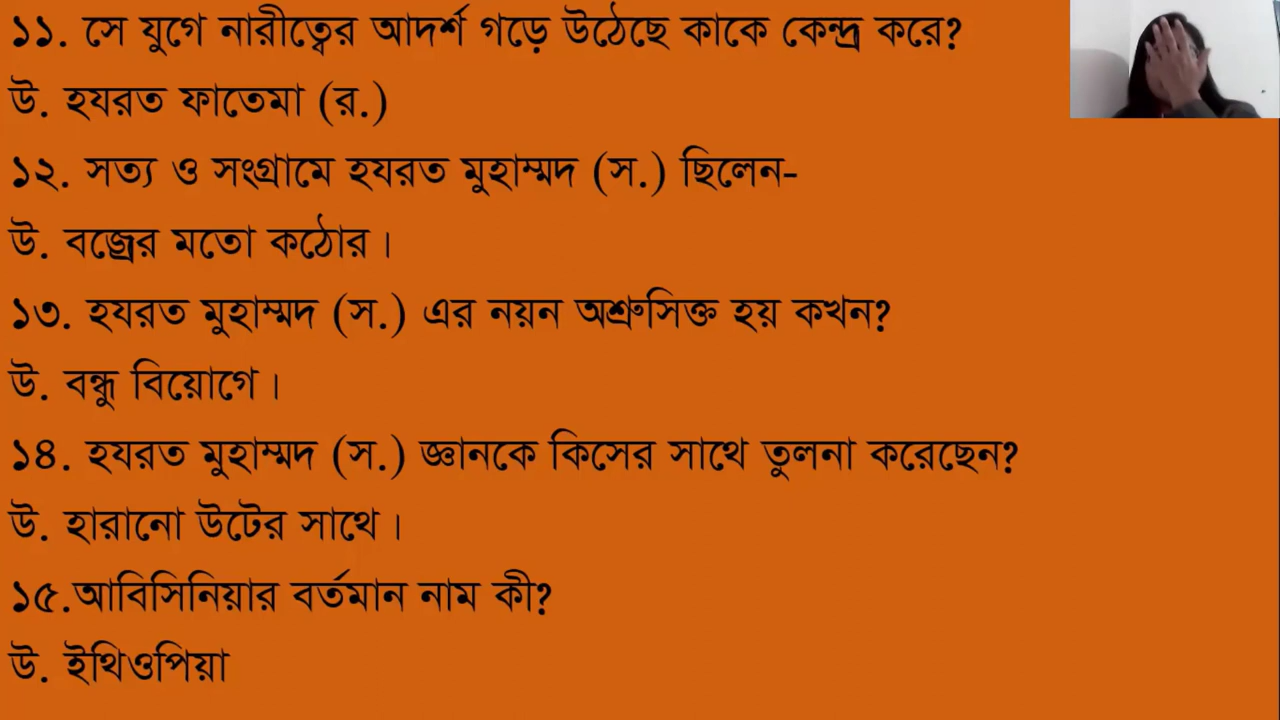 ১১. সে যুগে নারীত্বের আদর্শ গড়ে উঠেছে কাকে কেন্দ্র করে?
উ. হযরত ফাতেমা (র.)
১২. সত্য ও সংগ্রামে হযরত মুহাম্মদ (স.) ছিলেন-
উ. বজ্রের মতো কঠোর।
১৩. হযরত মুহাম্মদ (স.) এর নয়ন অশ্রুসিক্ত হয় কখন?
উ. বন্ধু বিয়োগে।
১৪. হযরত মুহাম্মদ (স.) জ্ঞানকে কিসের সাথে তুলনা করেছেন?
উ. হারানো উটের সাথে।
১৫.আবিসিনিয়ার বর্তমান নাম কী?
উ. ইথিওপিয়া